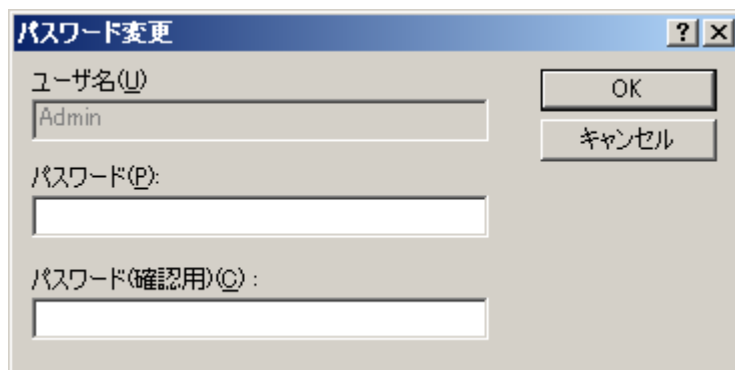 パスワード変更
ユーザ名(U)
Admin
OK
キャンセル
パスワード(P):
パスワード(確認用)(C) :